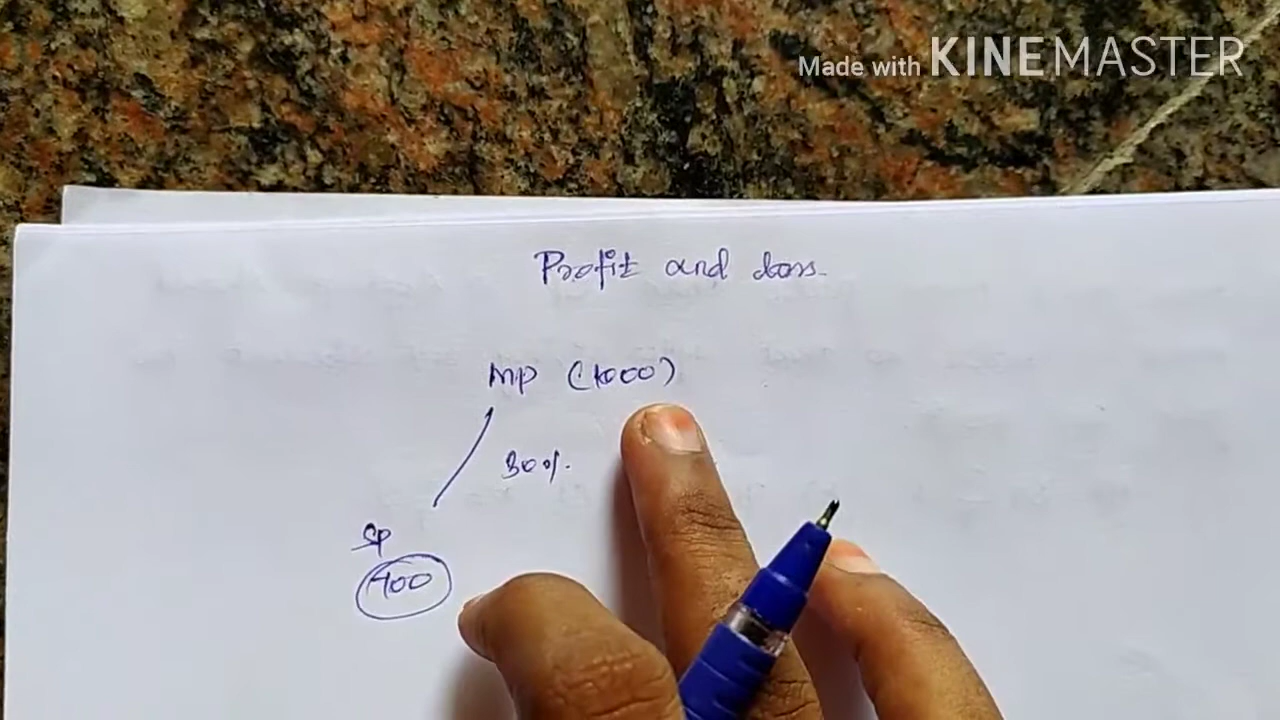 Made with KINEMASTER
Profit and Loss.
MP (1000)
30%.
SP
700